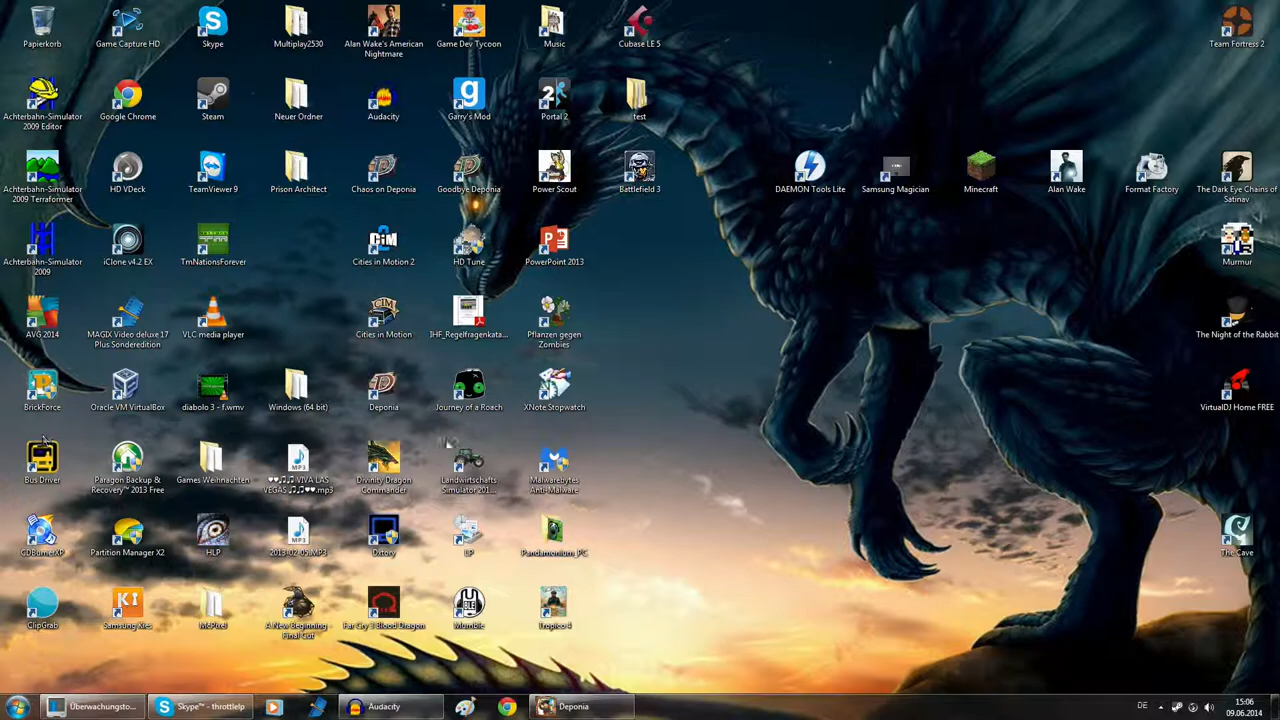 Papierkorb
Game Capture HD
Skype
Multiplay2530
Alan Wake's American
Nightmare
Game Dev Tycoon
Music
Cubase LE 5
Team Fortress 2
Achterbahn-Simulator
2009 Editor
Google Chrome
Steam
Neuer Ordner
Audacity
Garry's Mod
Portal 2
test
Achterbahn-Simulator
2009 Terraformer
HD VDeck
TeamViewer 9
Prison Architect
Chaos on Deponia
Goodbye Deponia
Power Scout
Battlefield 3
DAEMON Tools Lite
Samsung Magician
Minecraft
Alan Wake
Format Factory
The Dark Eye Chains of
Satinav
Achterbahn-Simulator
2009
iClone v4.2 EX
TmNationsForever
Cities in Motion 2
HD Tune
PowerPoint 2013
Murmur
AVG 2014
MAGIX Video deluxe 17
Plus Sonderedition
VLC media player
Cities in Motion
IHF_Regelfragenkata...
Pflanzen gegen
Zombies
The Night of the Rabbit
BrickForce
Oracle VM VirtualBox
diabolo 3 - f.wmv
Windows (64 bit)
Deponia
Journey of a Roach
XNote Stopwatch
VirtualDJ Home FREE
Bus Driver
Paragon Backup &
Recovery™ 2013 Free
Games Weihnachten
♥♥♫♫VIVA LAS
VEGAS♫♫♥♥.mp3
Divinity Dragon
Commander
Landwirtschafts
Simulator 201...
Malwarebytes
Anti-Malware
CDBurnerXP
Partition Manager X2
HLP
2013-02-09.MP3
Dxtory
LP
Pandamonium_PC
The Cave
ClipGrab
Samsung Kies
McPixel
A New Beginning -
Final Cut
Far Cry 3 Blood Dragon
Mumble
Tropico 4
Überwachungsto...
Skype™ - throttlelp
Audacity
Deponia
DE
15:06
09.06.2014